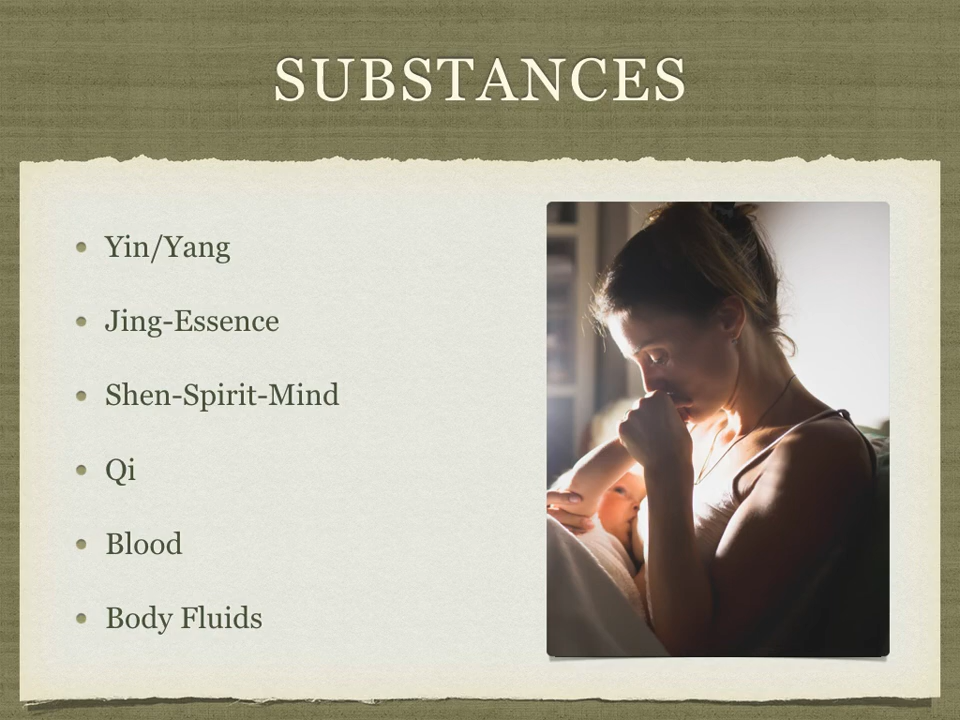 SUBSTANCES
Yin/Yang
Jing-Essence
Shen-Spirit-Mind
Qi
Blood
Body Fluids